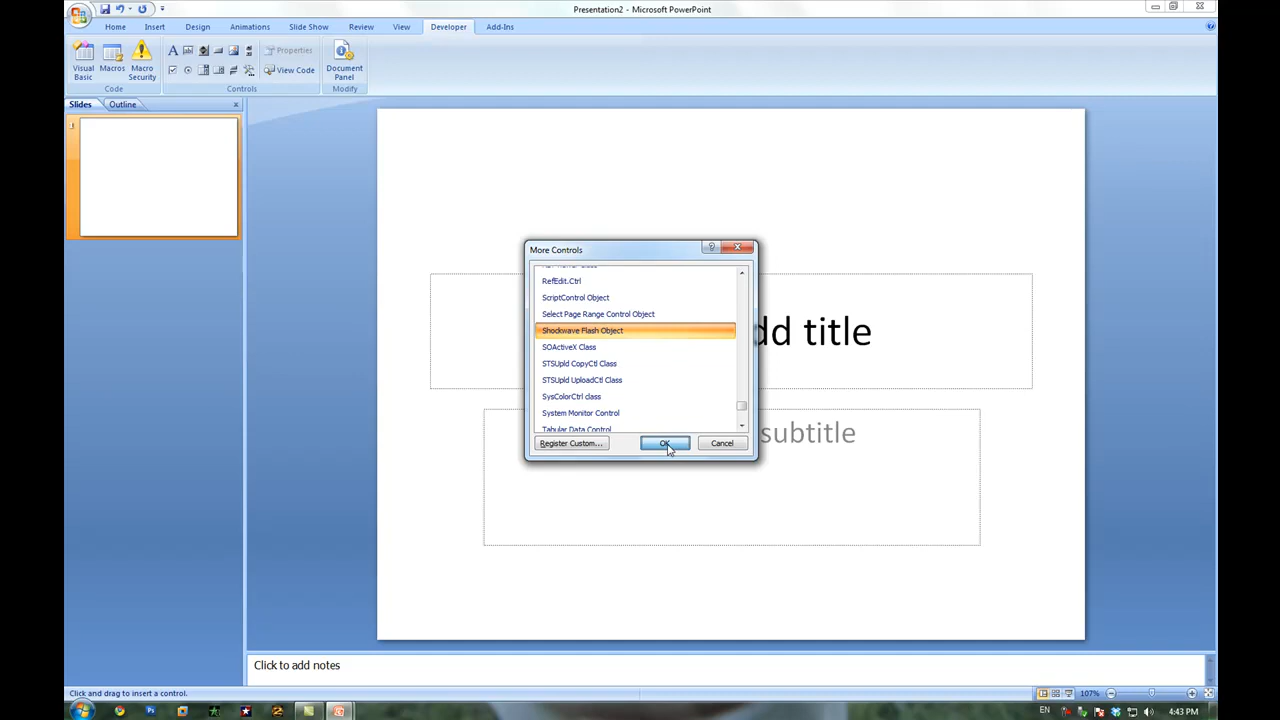 Presentation2 - Microsoft PowerPoint
Home Insert Design Animations Slide Show Review View Developer Add-Ins
Visual Basic
Macros
Macro Security
Code
Properties
View Code
Controls
Document Panel
Modify
Slides Outline
1
More Controls
RefEdit.Ctrl
ScriptControl Object
Select Page Range Control Object
Shockwave Flash Object
SOActiveX Class
STSUpld CopyCtl Class
STSUpld UploadCtl Class
SysColorCtrl class
System Monitor Control
Tabular Data Control
Register Custom... OK Cancel
dd title
subtitle
Click to add notes
Click and drag to insert a control.
107%
EN
4:43 PM